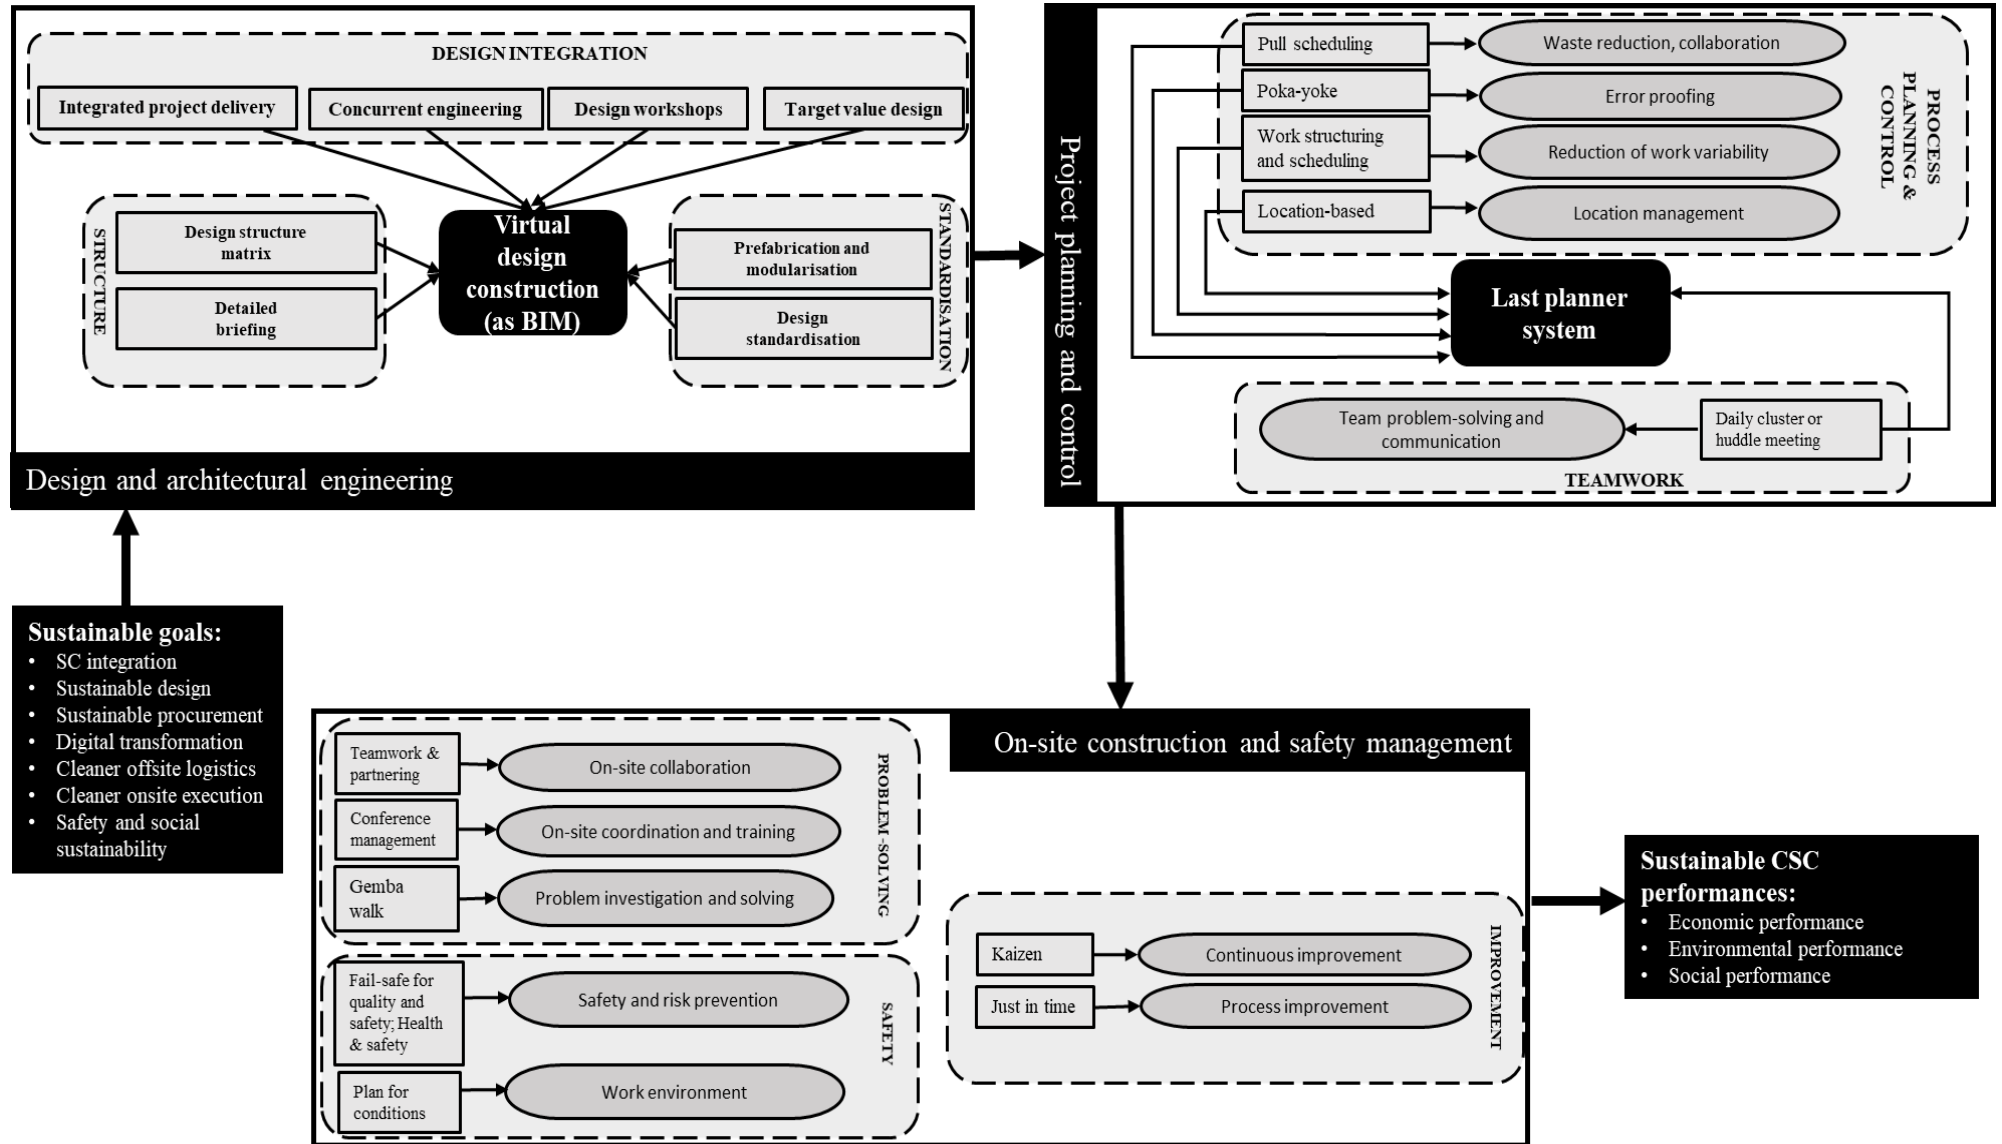 DESIGN INTEGRATION
Integrated project delivery
Concurrent engineering
Design workshops
Target value design
STRUCTURE
Design structure
matrix
Detailed
briefing
Virtual
design
construction
(as BIM)
Prefabrication and
modularisation
Design
standardisation
STANDARDISATION
Design and architectural engineering
Project planning and control
Pull scheduling
Waste reduction, collaboration
Poka-yoke
Error proofing
Work structuring
and scheduling
Reduction of work variability
Location-based
Location management
PROCESS
PLANNING &
CONTROL
Last planner
system
Team problem-solving and
communication
Daily cluster or
huddle meeting
TEAMWORK
Sustainable goals:
• SC integration
• Sustainable design
• Sustainable procurement
• Digital transformation
• Cleaner offsite logistics
• Cleaner onsite execution
• Safety and social
sustainability
On-site construction and safety management
Teamwork &
partnering
On-site collaboration
Conference
management
On-site coordination and training
Gemba
walk
Problem investigation and solving
PROBLEM-SOLVING
Fail-safe for
quality and
safety; Health
& safety
Safety and risk prevention
Plan for
conditions
Work environment
SAFETY
Kaizen
Continuous improvement
Just in time
Process improvement
IMPROVEMENT
Sustainable CSC
performances:
• Economic performance
• Environmental performance
• Social performance